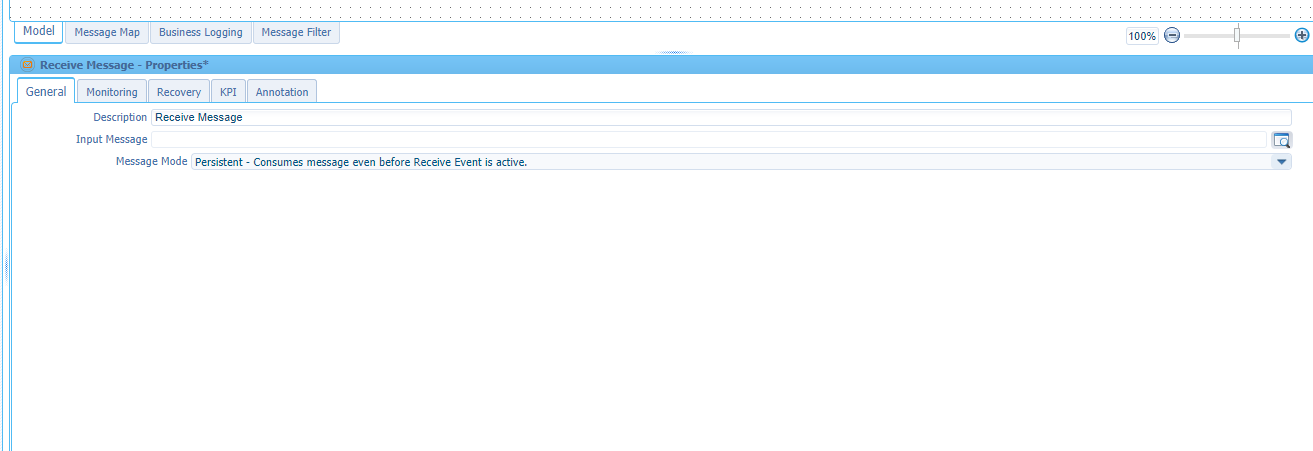 Model Message Map Business Logging Message Filter 100%
Receive Message - Properties*
General Monitoring Recovery KPI Annotation
Description Receive Message
Input Message
Message Mode Persistent - Consumes message even before Receive Event is active.